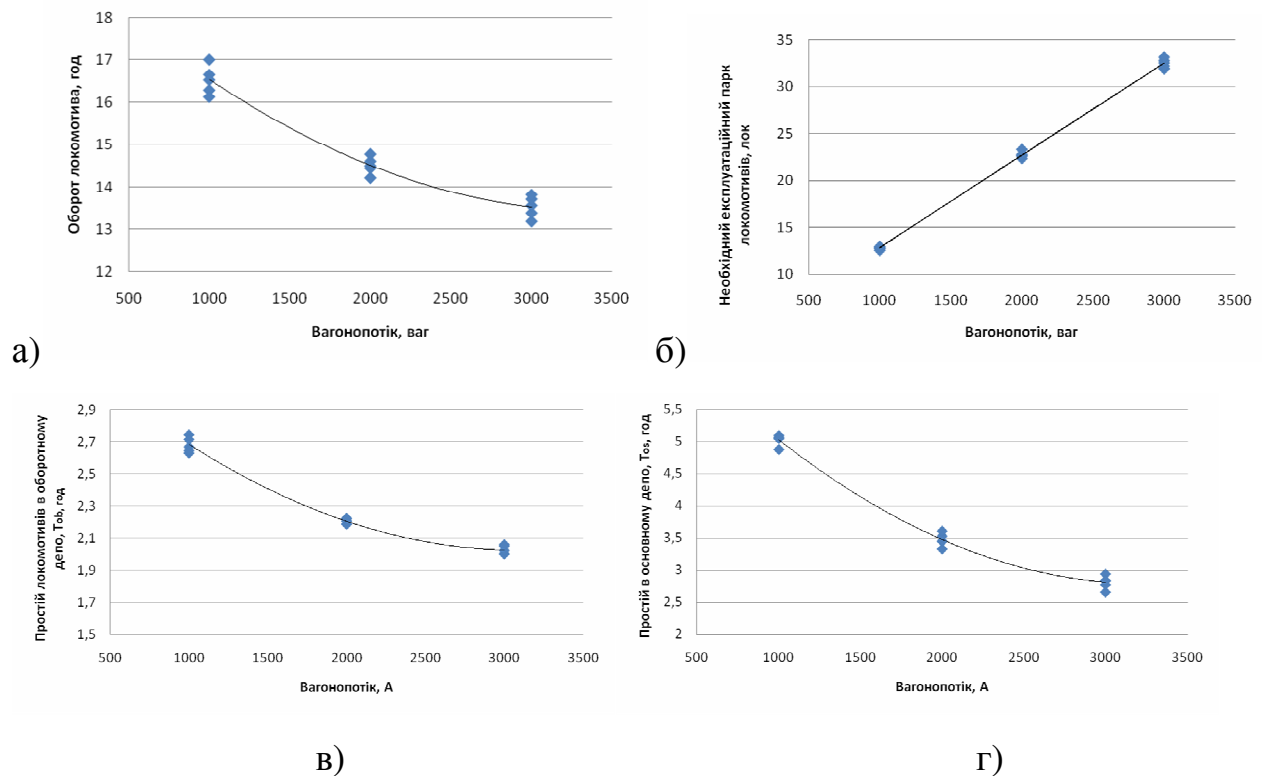 18
17
16
15
14
13
12
500 1000 1500 2000 2500 3000 3500
Оборот локомотива, год
Вагонопотік, ваг
а)
35
30
25
20
15
10
500 1000 1500 2000 2500 3000 3500
Необхідний експлуатаційний парк
локомотивів, лок
Вагонопотік, ваг
б)
2,9
2,7
2,5
2,3
2,1
1,9
1,7
1,5
500 1000 1500 2000 2500 3000 3500
Простій локомотивів в оборотному
депо, Tob, год
Вагонопотік, А
в)
5,5
5
4,5
4
3,5
3
2,5
2
500 1000 1500 2000 2500 3000 3500
Простій в основному депо, Tos, год
Вагонопотік, А
г)